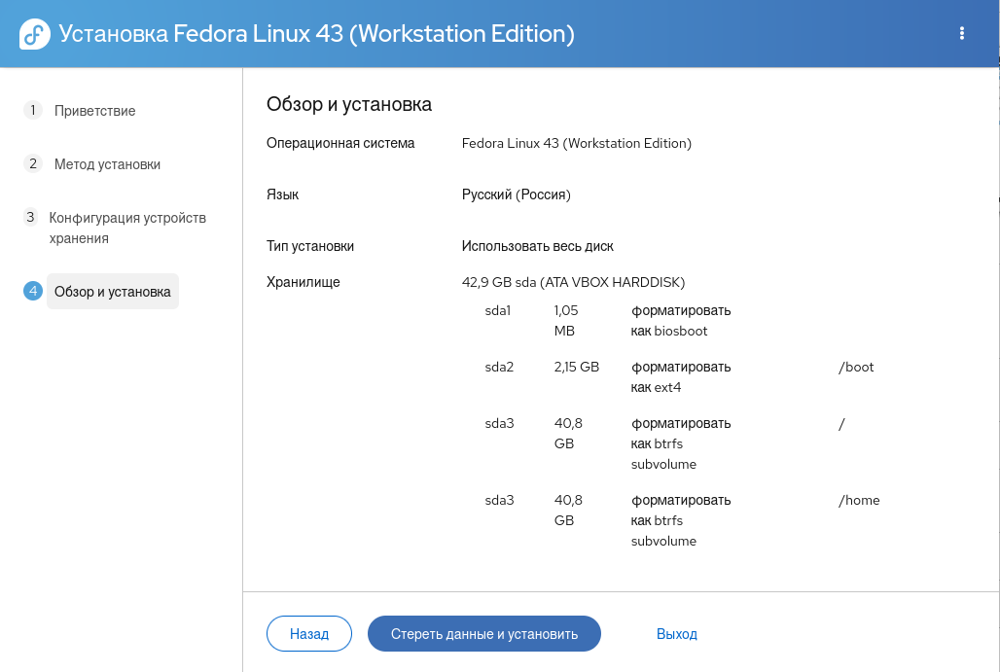 Установка Fedora Linux 43 (Workstation Edition)
1 Приветствие
2 Метод установки
3 Конфигурация устройств
хранения
4 Обзор и установка
Обзор и установка
Операционная система Fedora Linux 43 (Workstation Edition)
Язык Русский (Россия)
Тип установки Использовать весь диск
Хранилище 42,9 GB sda (ATA VBOX HARDDISK)
sda1 1,05 форматировать
MB как biosboot
sda2 2,15 GB форматировать /boot
как ext4
sda3 40,8 форматировать /
GB как btrfs
subvolume
sda3 40,8 форматировать /home
GB как btrfs
subvolume
Назад Стереть данные и установить Выход